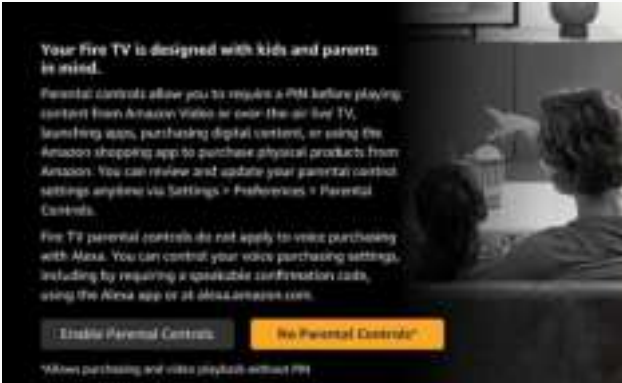 Your Fire TV is designed with kids and parents
in mind.
Parental controls allow you to require a PIN before playing
content from Amazon Video or over-the-air live TV,
launching apps, purchasing digital content, or using the
Amazon shopping app to purchase physical products from
Amazon. You can review and update your parental control
settings anytime via Settings > Preferences > Parental
Controls.
Fire TV parental controls do not apply to voice purchasing
with Alexa. You can control your voice purchasing settings,
including by requiring a speakable confirmation code,
using the Alexa app or at alexa.amazon.com.
Enable Parental Controls
No Parental Controls*
*Allows purchasing and video playback without PIN